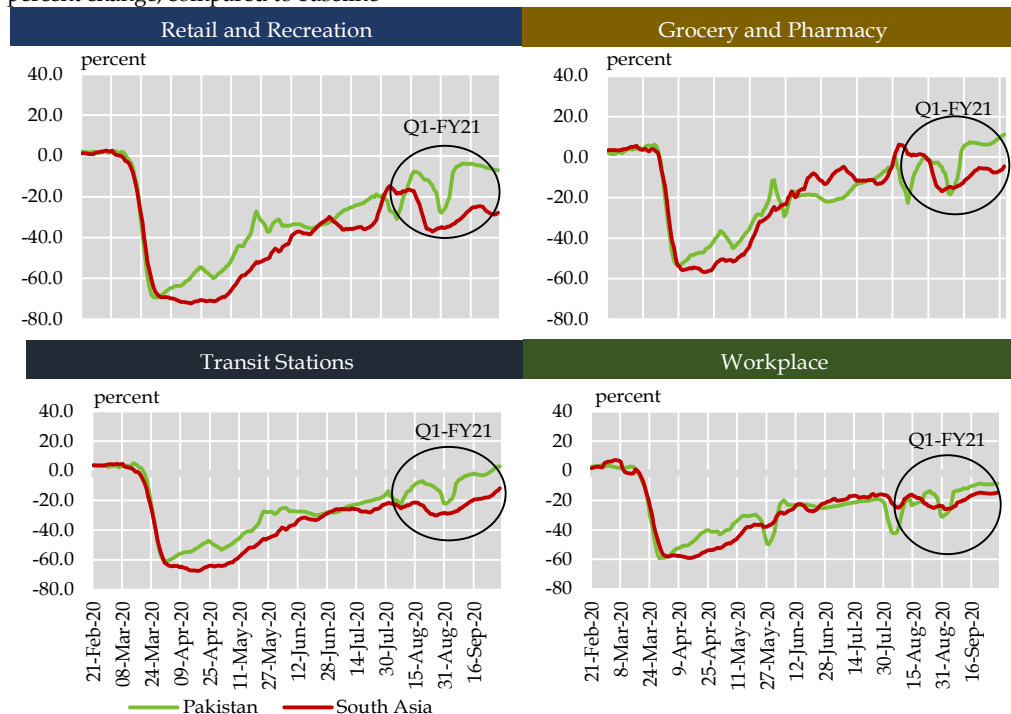 percent change, compared to baseline
Retail and Recreation
Grocery and Pharmacy
percent
40.0
20.0
0.0
-20.0
-40.0
-60.0
-80.0
Q1-FY21
percent
40.0
20.0
0.0
-20.0
-40.0
-60.0
-80.0
Q1-FY21
Transit Stations
Workplace
percent
40.0
20.0
0.0
-20.0
-40.0
-60.0
-80.0
Q1-FY21
21-Feb-20
08-Mar-20
24-Mar-20
09-Apr-20
25-Apr-20
11-May-20
27-May-20
12-Jun-20
28-Jun-20
14-Jul-20
30-Jul-20
15-Aug-20
31-Aug-20
16-Sep-20
percent
40
20
0
-20
-40
-60
-80
Q1-FY21
21-Feb-20
8-Mar-20
24-Mar-20
9-Apr-20
25-Apr-20
11-May-20
27-May-20
12-Jun-20
28-Jun-20
14-Jul-20
30-Jul-20
15-Aug-20
31-Aug-20
16-Sep-20
Pakistan
South Asia